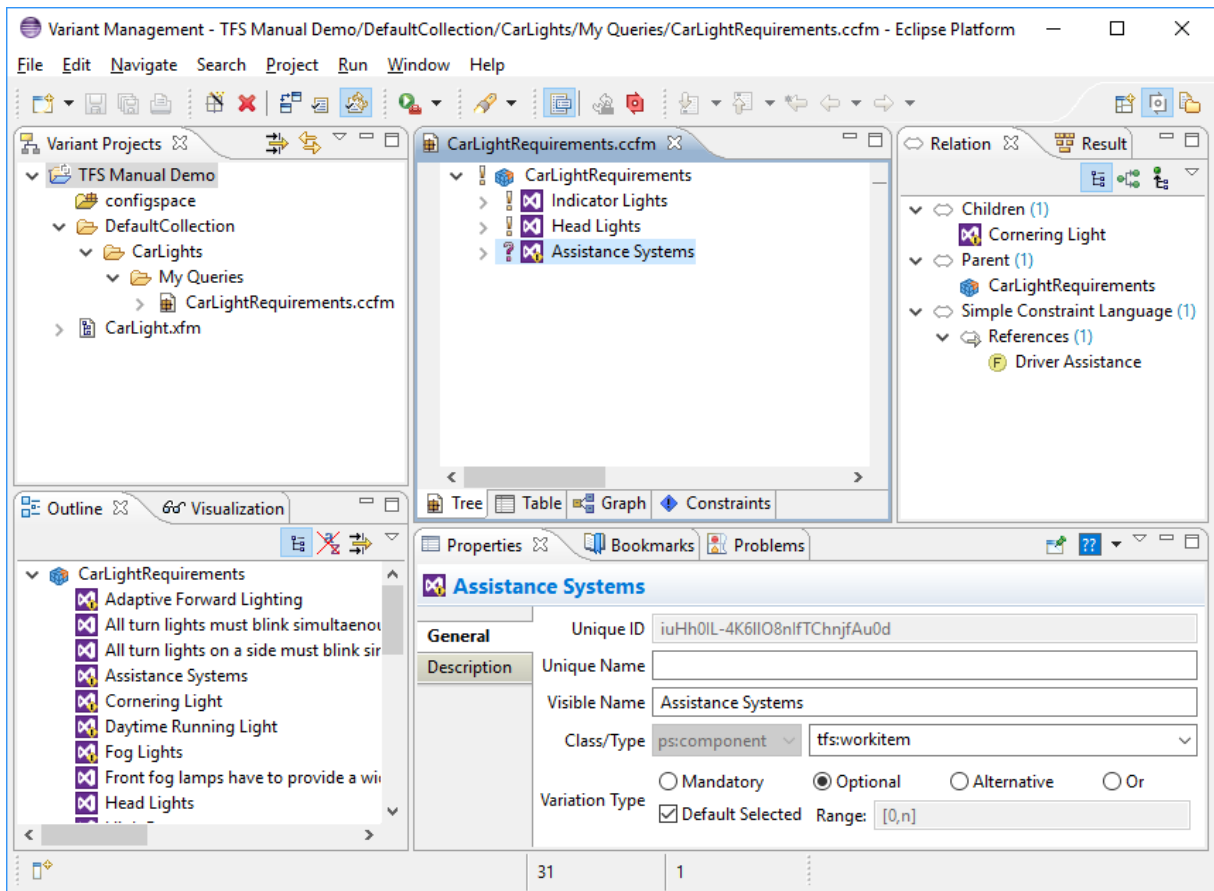 Variant Management - TFS Manual Demo/DefaultCollection/CarLights/My Queries/CarLightRequirements.ccfm - Eclipse Platform
File Edit Navigate Search Project Run Window Help
Variant Projects
TFS Manual Demo
configspace
DefaultCollection
CarLights
My Queries
CarLightRequirements.ccfm
CarLight.xfm
CarLightRequirements.ccfm
CarLightRequirements
Indicator Lights
Head Lights
Assistance Systems
Tree Table Graph Constraints
Relation Result
Children (1)
Cornering Light
Parent (1)
CarLightRequirements
Simple Constraint Language (1)
References (1)
F Driver Assistance
Outline Visualization
CarLightRequirements
Adaptive Forward Lighting
All turn lights must blink simultaenou
All turn lights on a side must blink sir
Assistance Systems
Cornering Light
Daytime Running Light
Fog Lights
Front fog lamps have to provide a wi
Head Lights
Properties Bookmarks Problems
??
Assistance Systems
General
Description
Unique ID
Unique Name
Visible Name Assistance Systems
Class/Type ps:component tfs:workitem
Variation Type
Mandatory Optional Alternative Or
Default Selected Range: [0,n]
31 1